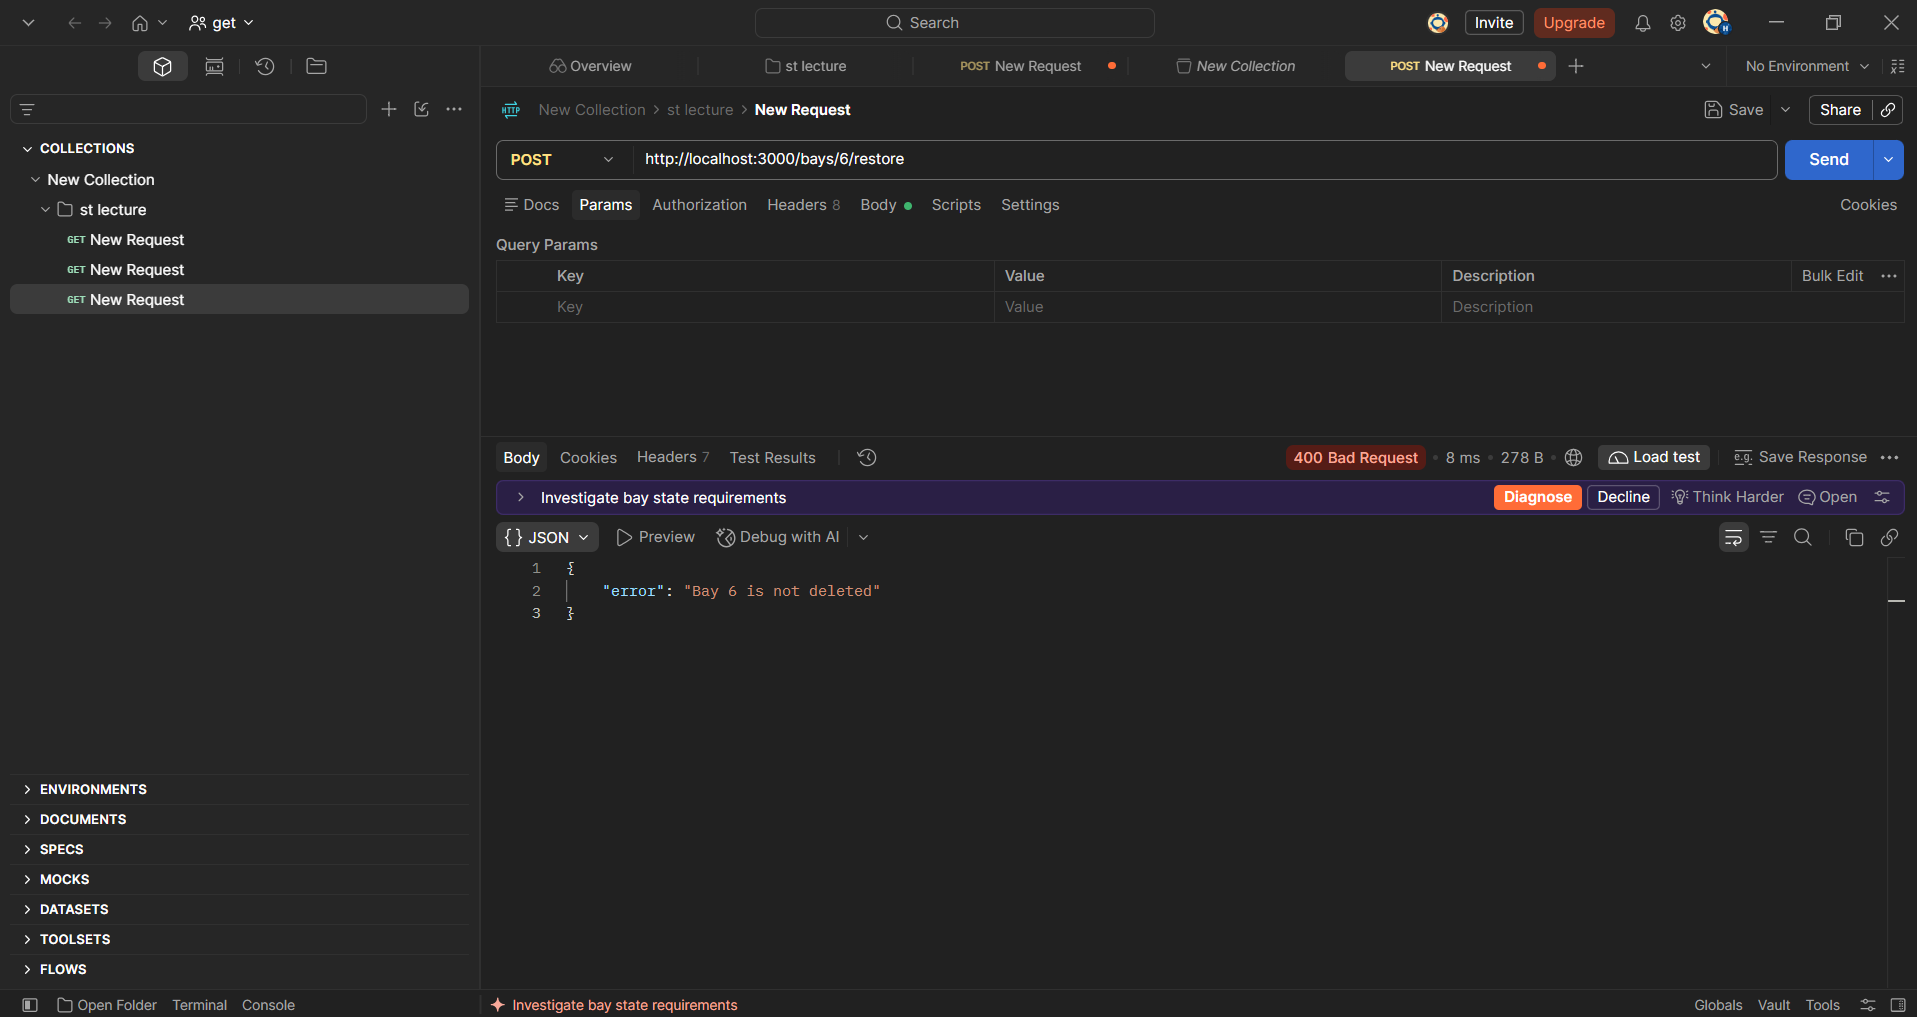 get
Search
Invite
Upgrade
Overview
st lecture
POST New Request
New Collection
POST New Request
No Environment
New Collection > st lecture > New Request
Save
Share
COLLECTIONS
New Collection
st lecture
GET New Request
GET New Request
GET New Request
POST
http://localhost:3000/bays/6/restore
Send
Docs
Params
Authorization
Headers 8
Body
Scripts
Settings
Cookies
Query Params
Key
Value
Description
Bulk Edit
Key
Value
Description
Body
Cookies
Headers 7
Test Results
400 Bad Request
8 ms
278 B
Load test
e.g. Save Response
Investigate bay state requirements
Diagnose
Decline
Think Harder
Open
{} JSON
Preview
Debug with AI
1 {
2 "error": "Bay 6 is not deleted"
3 }
ENVIRONMENTS
DOCUMENTS
SPECS
MOCKS
DATASETS
TOOLSETS
FLOWS
Open Folder
Terminal
Console
Investigate bay state requirements
Globals
Vault
Tools